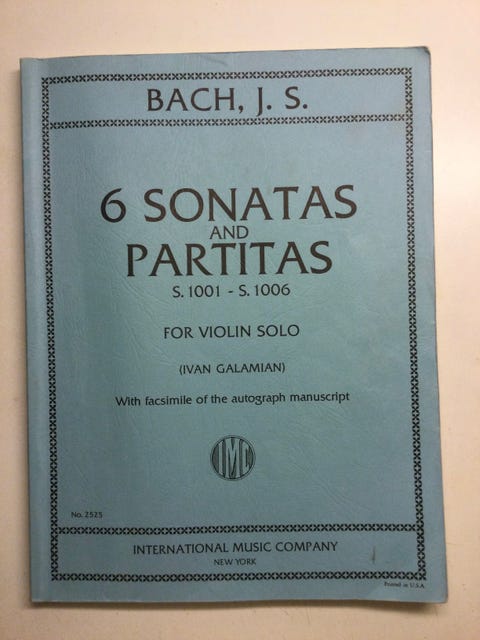 BACH, J. S.
6 SONATAS
AND
PARTITAS
S. 1001 - S. 1006
FOR VIOLIN SOLO
(IVAN GALAMIAN)
With facsimile of the autograph manuscript
IMC
No. 2525
INTERNATIONAL MUSIC COMPANY
NEW YORK
Printed in U.S.A.